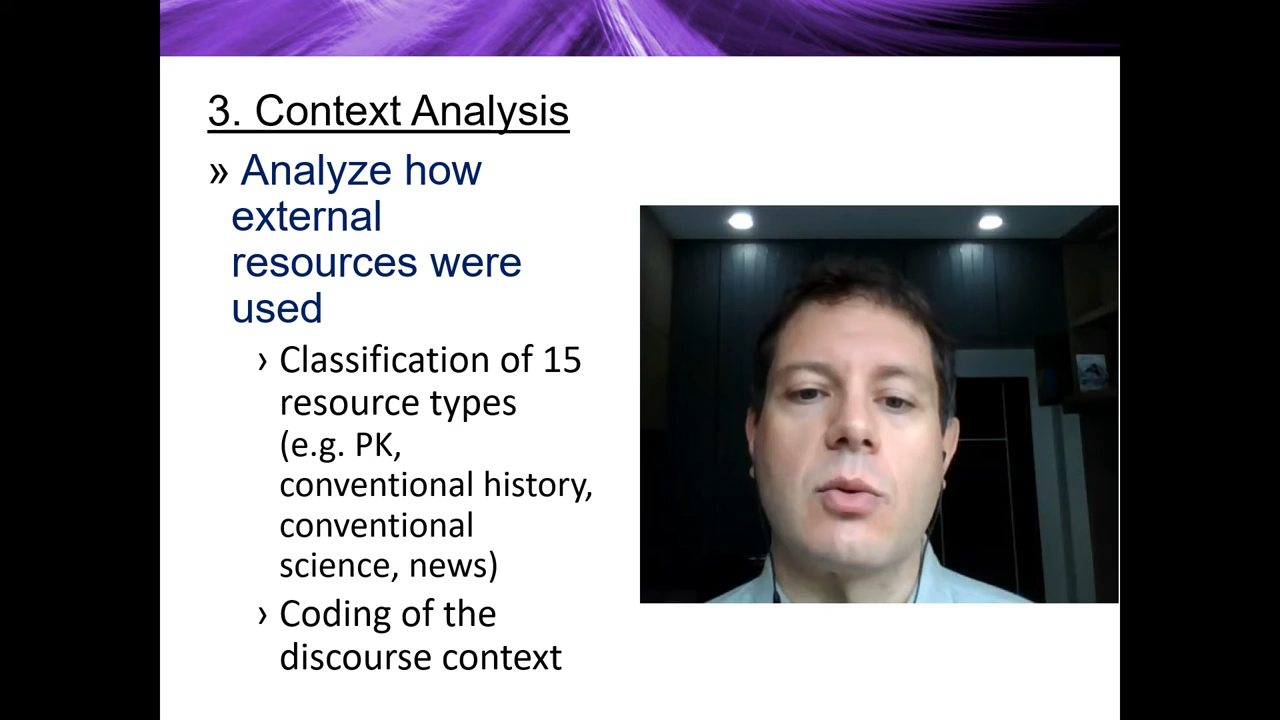 3. Context Analysis
» Analyze how
external
resources were
used
› Classification of 15
resource types
(e.g. PK,
conventional history,
conventional
science, news)
› Coding of the
discourse context